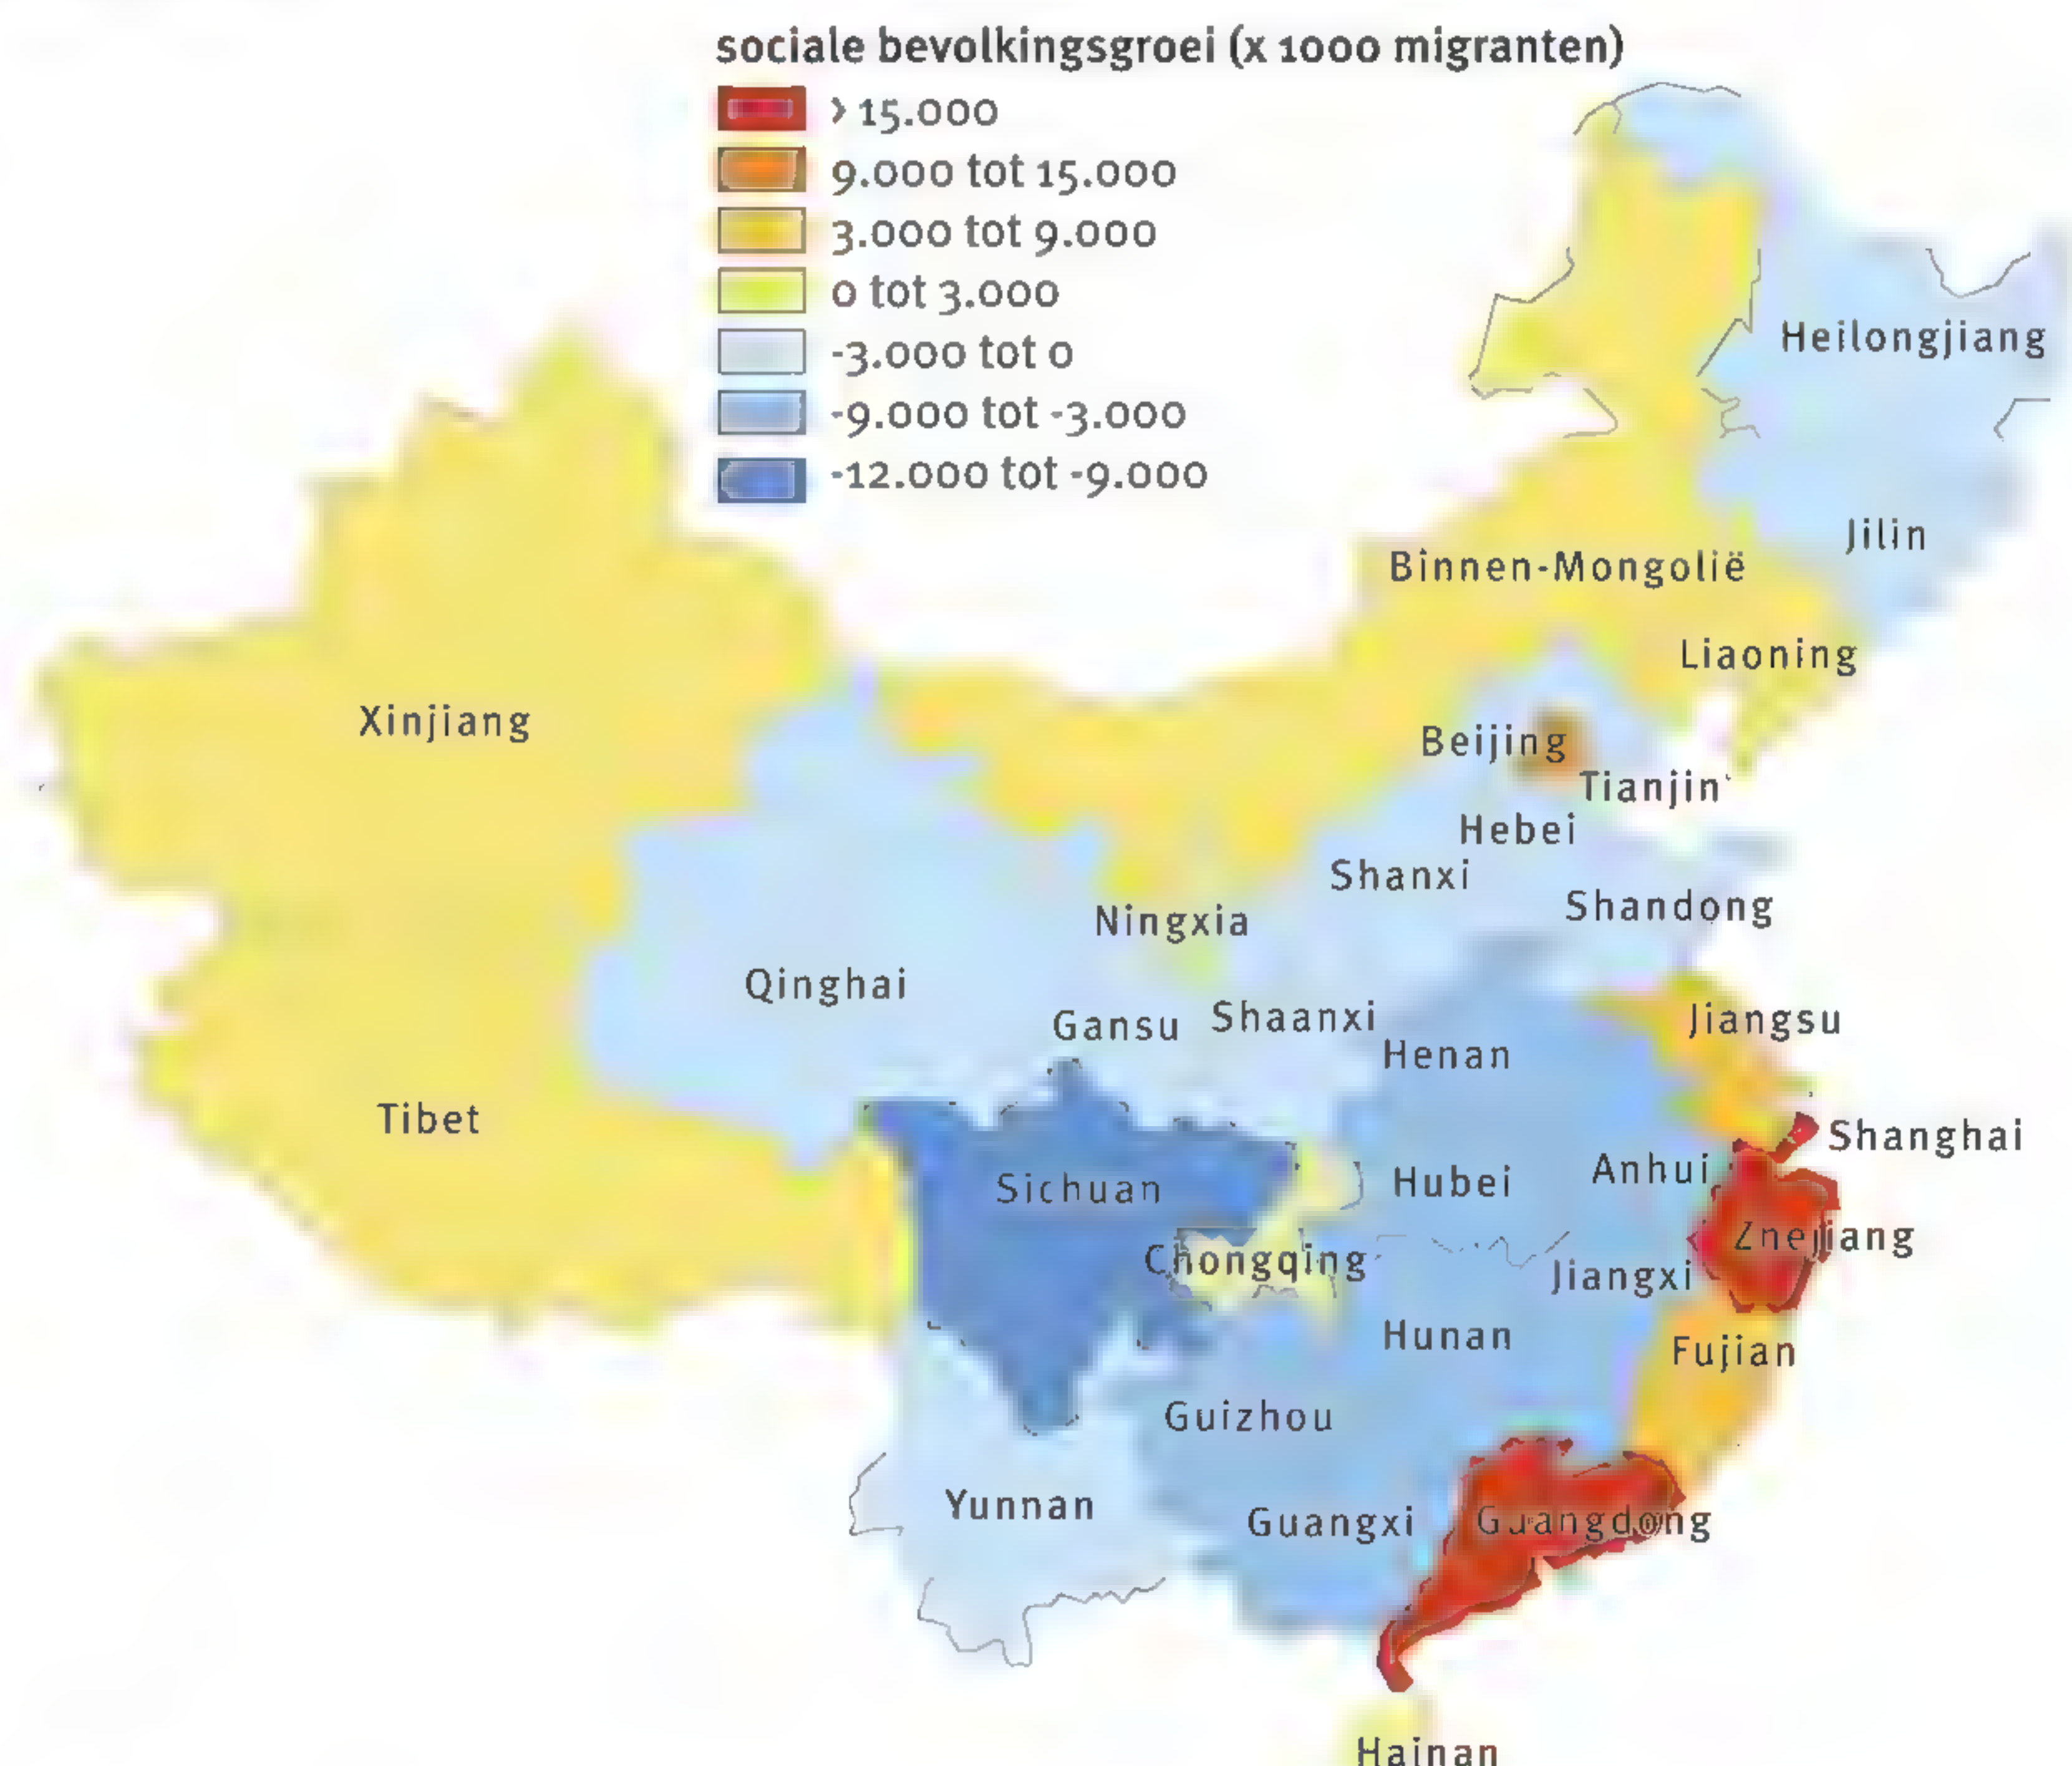 sociale bevolkingsgroei (x 1000 migranten)
> 15.000
9.000 tot 15.000
3.000 tot 9.000
0 tot 3.000
-3.000 tot 0
-9.000 tot -3.000
-12.000 tot -9.000
Heilongjiang
Jilin
Binnen-Mongolië
Liaoning
Xinjiang
Beijing
Tianjin
Hebei
Shanxi
Shandong
Ningxia
Qinghai
Gansu
Shaanxi
Jiangsu
Henan
Tibet
Shanghai
Sichuan
Hubei
Anhui
Znejiang
Chongqing
Jiangxi
Hunan
Fujian
Guizhou
Yunnan
Guangxi
Guangdong
Hainan